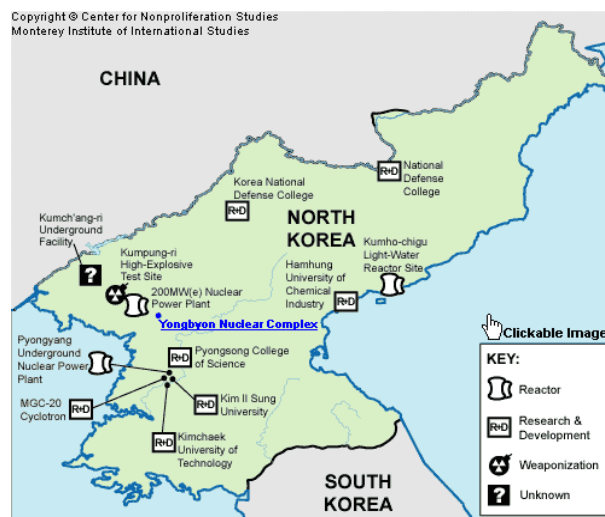 Copyright © Center for Nonproliferation Studies
Monterey Institute of International Studies
CHINA
R+D
National
Defense
College
Korea National
Defense College
R+D
Kumch'ang-ri
Underground
Facility
NORTH
KOREA
Kumho-chigu
Light-Water
Reactor Site
Kumpung-ri
High-Explosive
Test Site
?
Hamhung
University of
Chemical
Industry
R+D
200MW(e) Nuclear
Power Plant
Yongbyon Nuclear Complex
Clickable Image
Pyongyang
Underground
Nuclear Power
Plant
R+D
Pyongsong College
of Science
MGC-20
Cyclotron
R+D
R+D
Kim Il Sung
University
R+D
Kimchaek
University of
Technology
SOUTH
KOREA
KEY:
Reactor
R+D
Research &
Development
Weaponization
?
Unknown